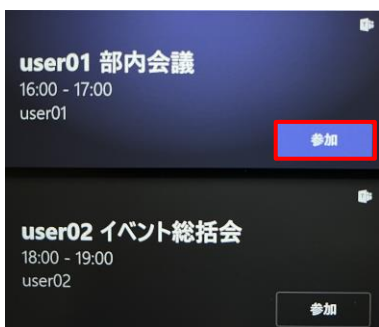 user01 部内会議
16:00 - 17:00
user01
参加
user02 イベント総括会
18:00 - 19:00
user02
参加